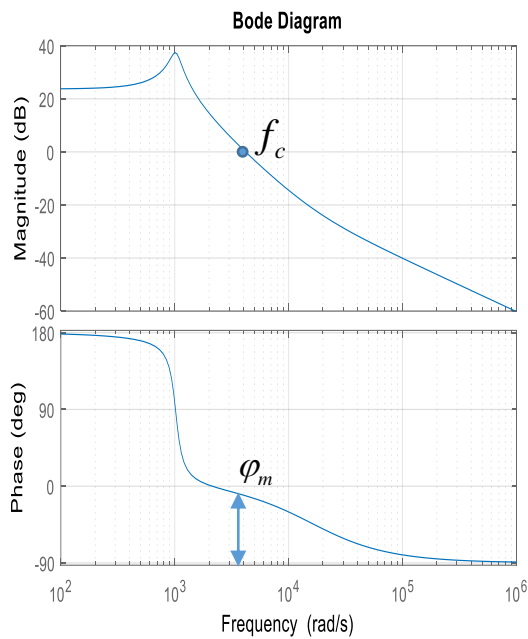 Bode Diagram
Magnitude (dB)
40
20
0
-20
-40
-60
f_c
Phase (deg)
180
90
0
-90
φ_m
10^2
10^3
10^4
10^5
10^6
Frequency (rad/s)